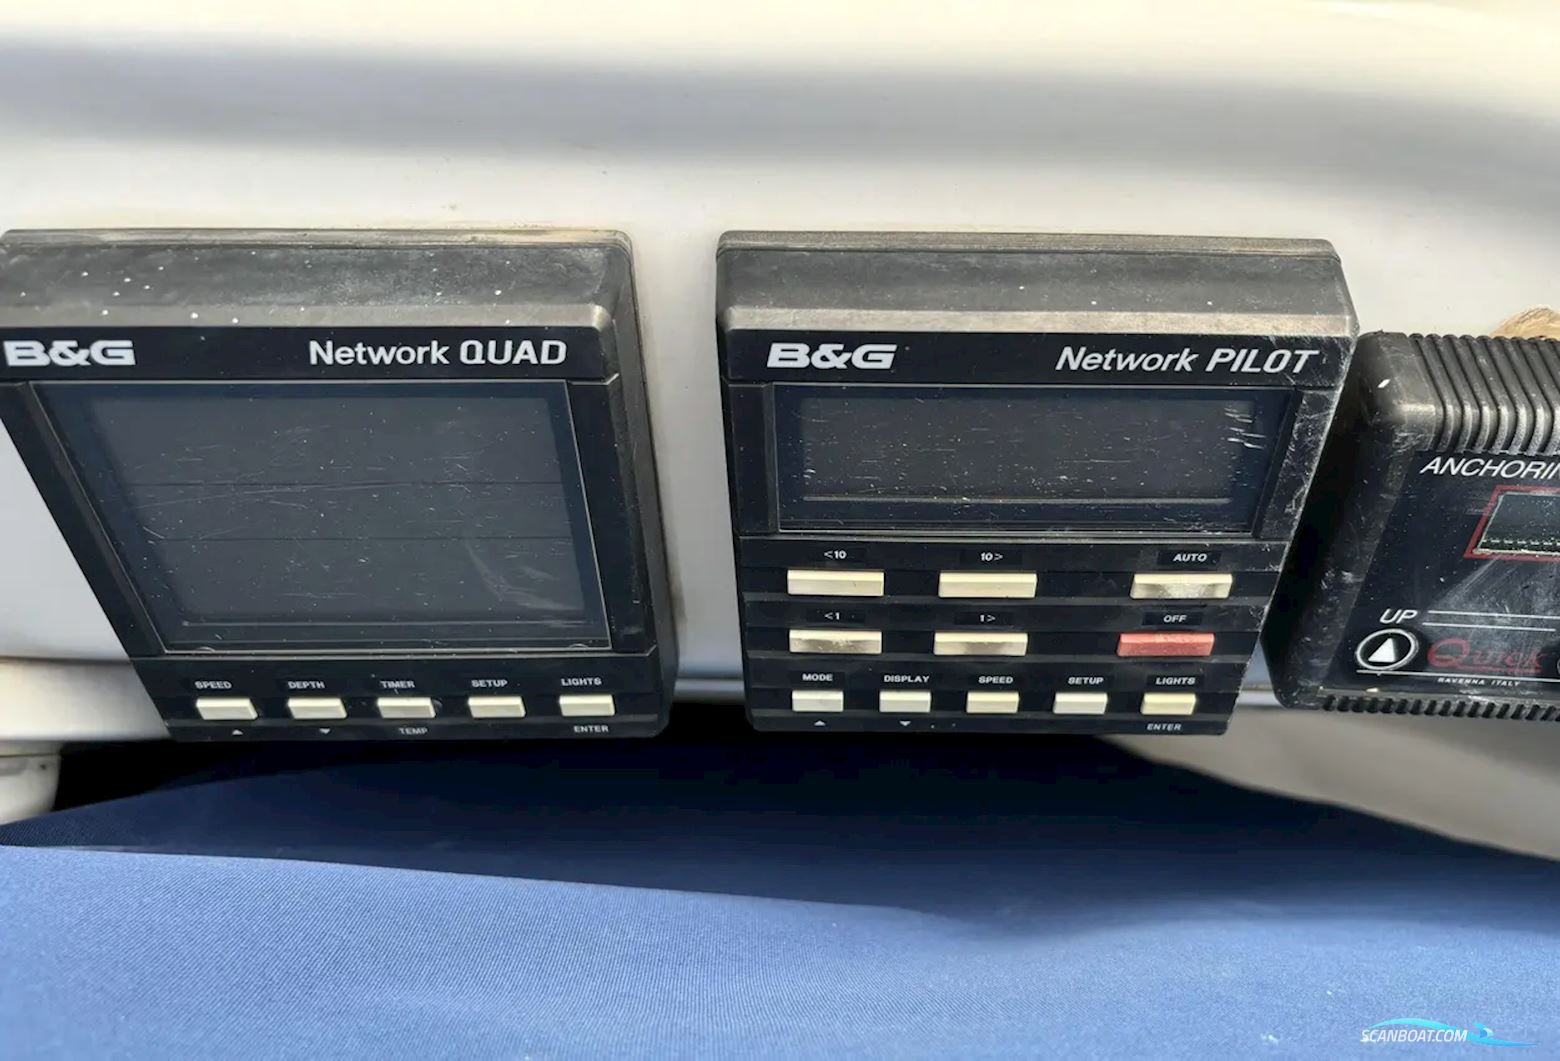 B&G Network QUAD
SPEED DEPTH TIMER SETUP LIGHTS
TEMP ENTER
B&G Network PILOT
<10 10> AUTO
<1 1> OFF
MODE DISPLAY SPEED SETUP LIGHTS
ENTER
ANCHORIN
UP
Quick
RAVENNA ITALY
SCANBOAT.COM